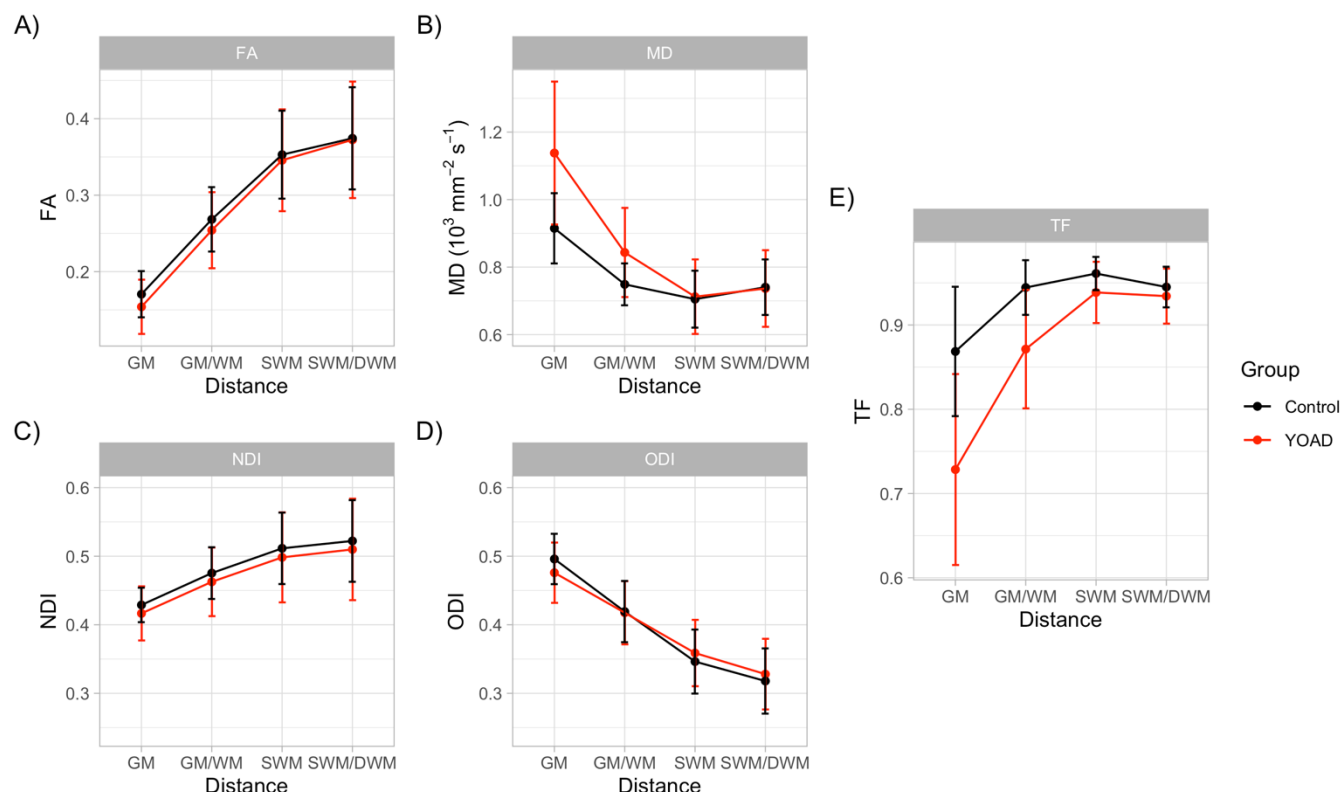 A)
FA
FA
0.4
0.3
0.2
GM
GM/WM
SWM
SWM/DWM
Distance
B)
MD
MD (10³ mm⁻² s⁻¹)
1.2
1.0
0.8
0.6
GM
GM/WM
SWM
SWM/DWM
Distance
C)
NDI
NDI
0.6
0.5
0.4
0.3
GM
GM/WM
SWM
SWM/DWM
Distance
D)
ODI
ODI
0.6
0.5
0.4
0.3
GM
GM/WM
SWM
SWM/DWM
Distance
E)
TF
TF
0.9
0.8
0.7
0.6
GM
GM/WM
SWM
SWM/DWM
Distance
Group
Control
YOAD